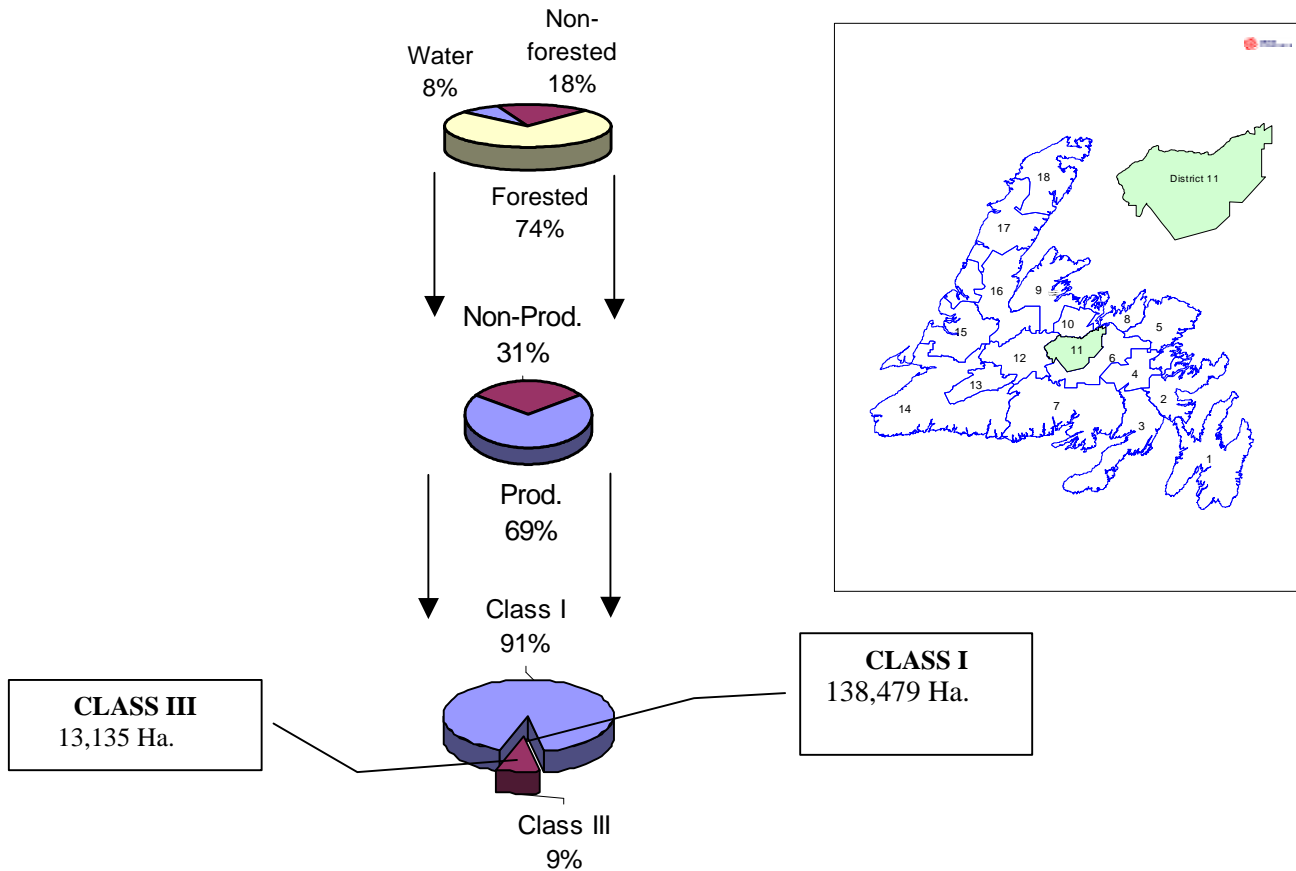 Water
8%
Non-
forested
18%
Forested
74%
Non-Prod.
31%
Prod.
69%
Class I
91%
CLASS III
13,135 Ha.
CLASS I
138,479 Ha.
Class III
9%
District 11
18
17
16
9
15
10
8
5
11
12
6
4
13
14
7
2
3
1